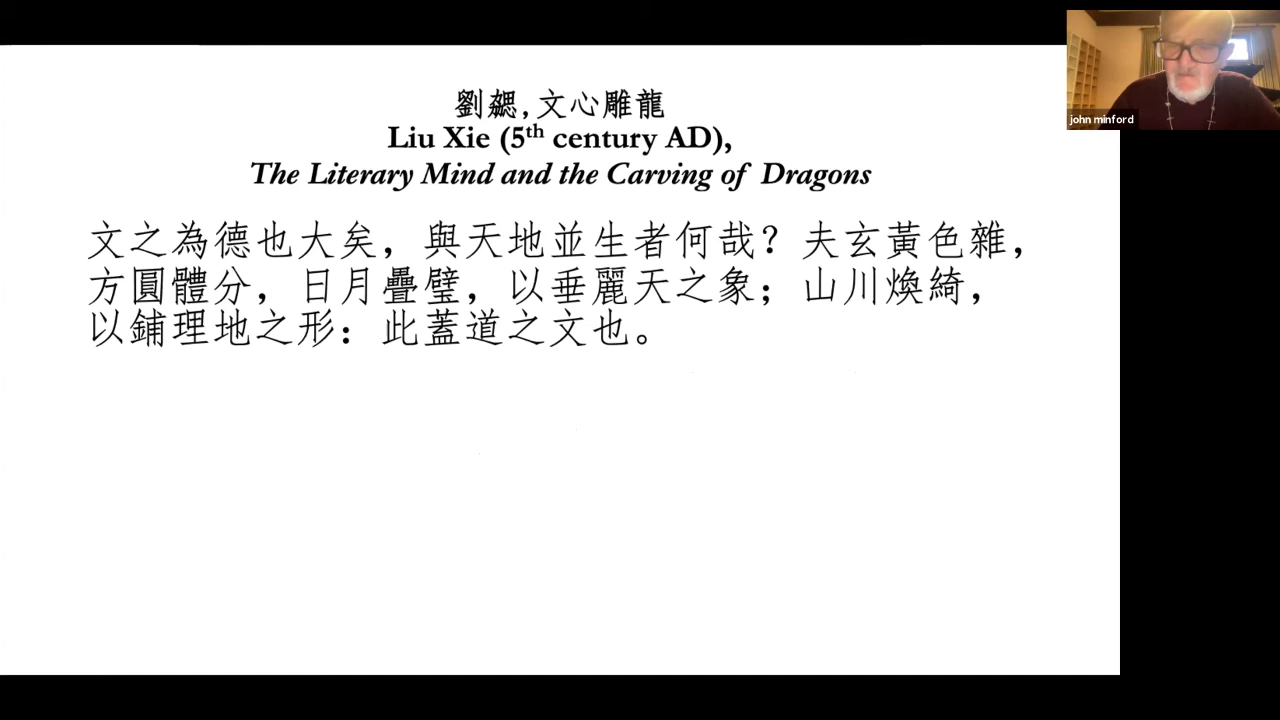 劉勰,文心雕龍
Liu Xie (5th century AD),
The Literary Mind and the Carving of Dragons
文之為德也大矣，與天地並生者何哉？夫玄黃色雜，
方圓體分，日月疊璧，以垂麗天之象；山川煥綺，
以鋪理地之形：此蓋道之文也。
john minford